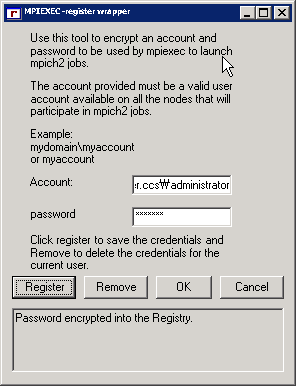 MPIEXEC-register wrapper
Use this tool to encrypt an account and
password to be used by mpiexec to launch
mpich2 jobs.
The account provided must be a valid user
account available on all the nodes that will
participate in mpich2 jobs.
Example:
mydomain\myaccount
or myaccount
Account:
er.ccs₩administrator
password
*******
Click register to save the credentials and
Remove to delete the credentials for the
current user.
Register
Remove
OK
Cancel
Password encrypted into the Registry.